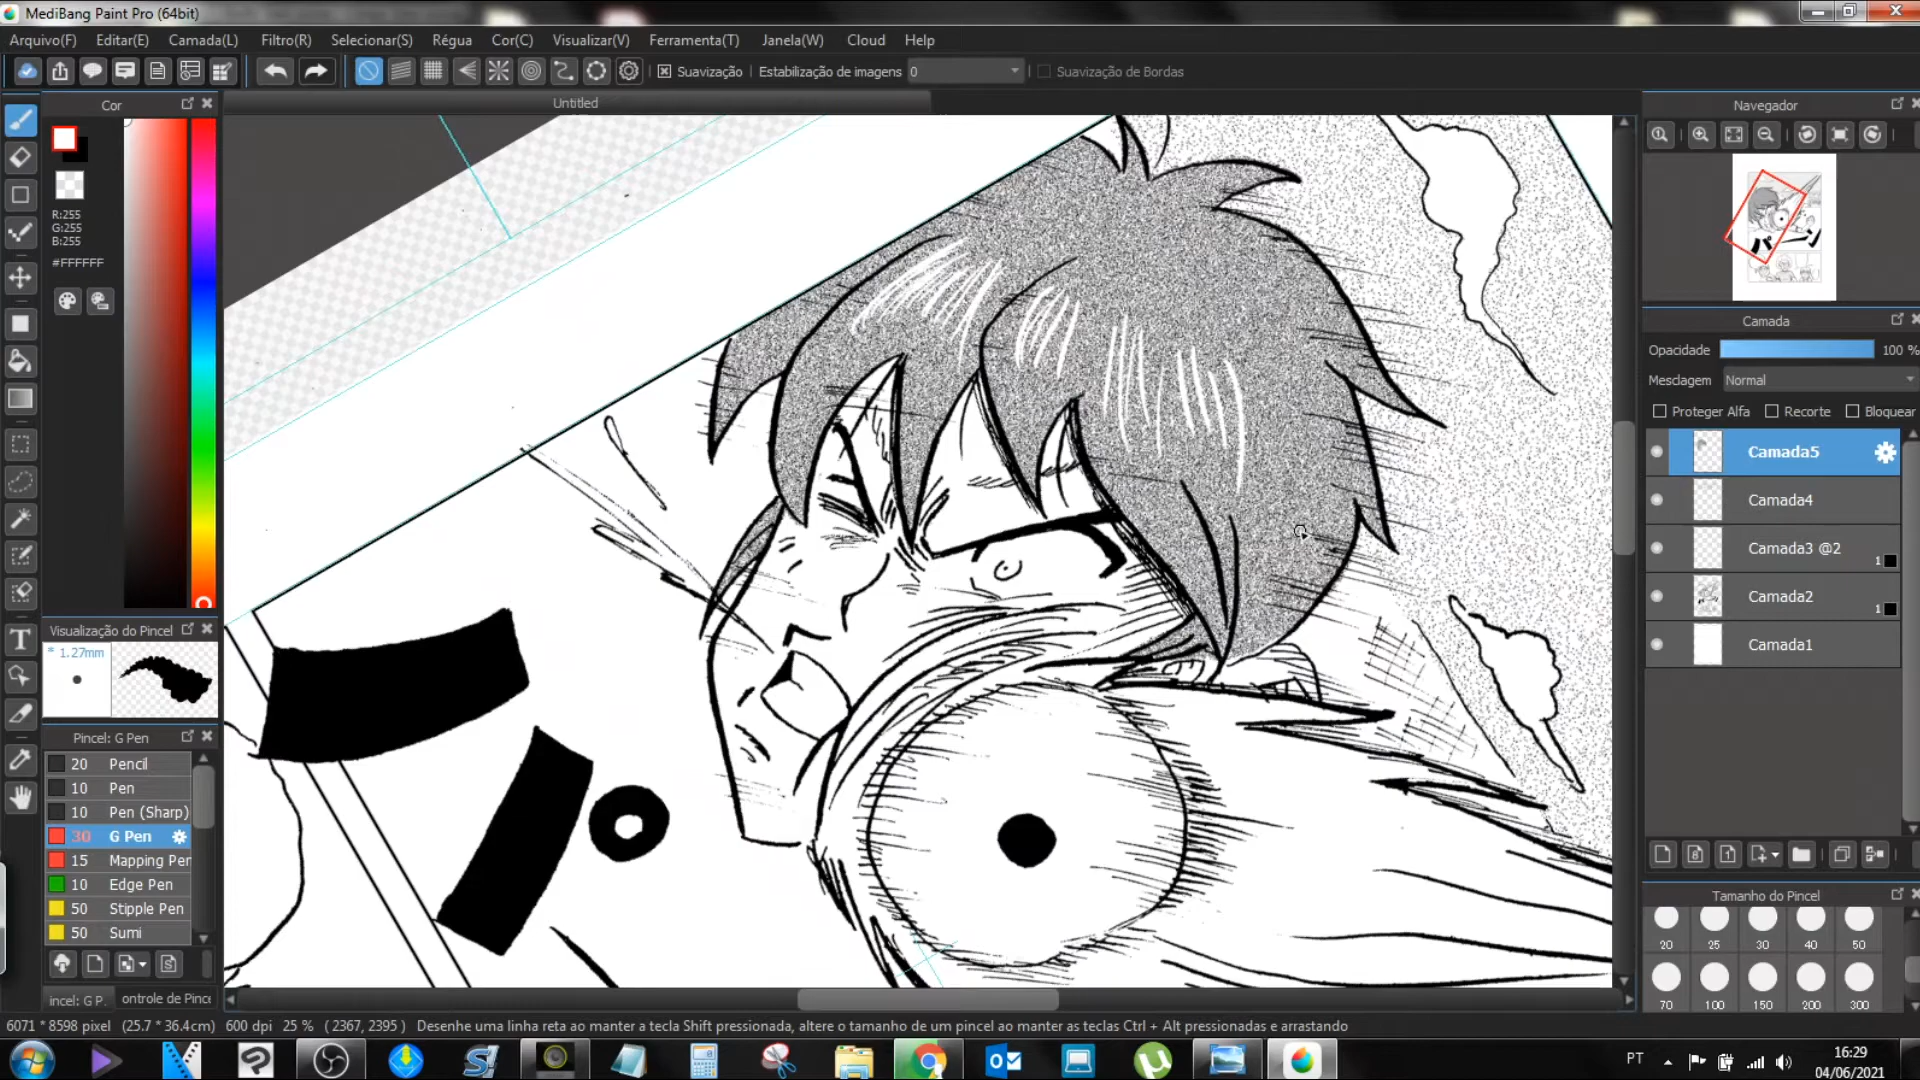 MediBang Paint Pro (64bit)
Arquivo(F) Editar(E) Camada(L) Filtro(R) Selecionar(S) Régua Cor(C) Visualizar(V) Ferramenta(T) Janela(W) Cloud Help
Suavização Estabilização de imagens 0 Suavização de Bordas
Cor
Untitled
Navegador
R:255
G:255
B:255
#FFFFFF
Camada
Opacidade 100 %
Mesclagem Normal
Proteger Alfa Recorte Bloquear
Camada5
Camada4
Camada3 @2
1
Camada2
1
Camada1
Visualização do Pincel
* 1.27mm
Pincel: G Pen
20 Pencil
10 Pen
10 Pen (Sharp)
30 G Pen
15 Mapping Pen
10 Edge Pen
50 Stipple Pen
50 Sumi
incel: G P. ontrole de Pince
Tamanho do Pincel
20 25 30 40 50
70 100 150 200 300
6071 * 8598 pixel (25.7 * 36.4cm) 600 dpi 25 % ( 2367, 2395 ) Desenhe uma linha reta ao manter a tecla Shift pressionada, altere o tamanho de um pincel ao manter as teclas Ctrl + Alt pressionadas e arrastando
PT
16:29
04/06/2021